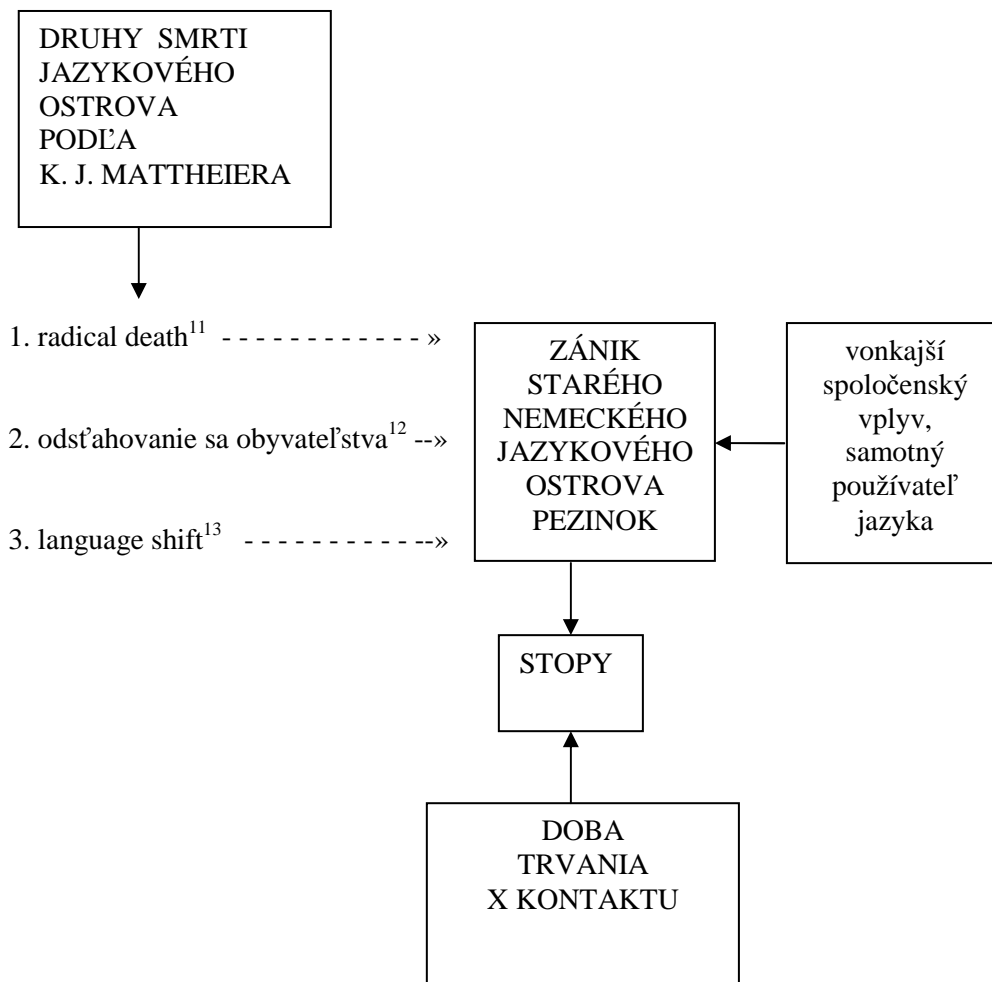 DRUHY SMRTI
JAZYKOVÉHO
OSTROVA
PODĽA
K. J. MATTHEIERA
1. radical death11 - - - - - - - - - - - - »
2. odsťahovanie sa obyvateľstva12 --»
3. language shift13 - - - - - - - - - - --»
ZÁNIK
STARÉHO
NEMECKÉHO
JAZYKOVÉHO
OSTROVA
PEZINOK
vonkajší
spoločenský
vplyv,
samotný
používateľ
jazyka
STOPY
DOBA
TRVANIA
X KONTAKTU